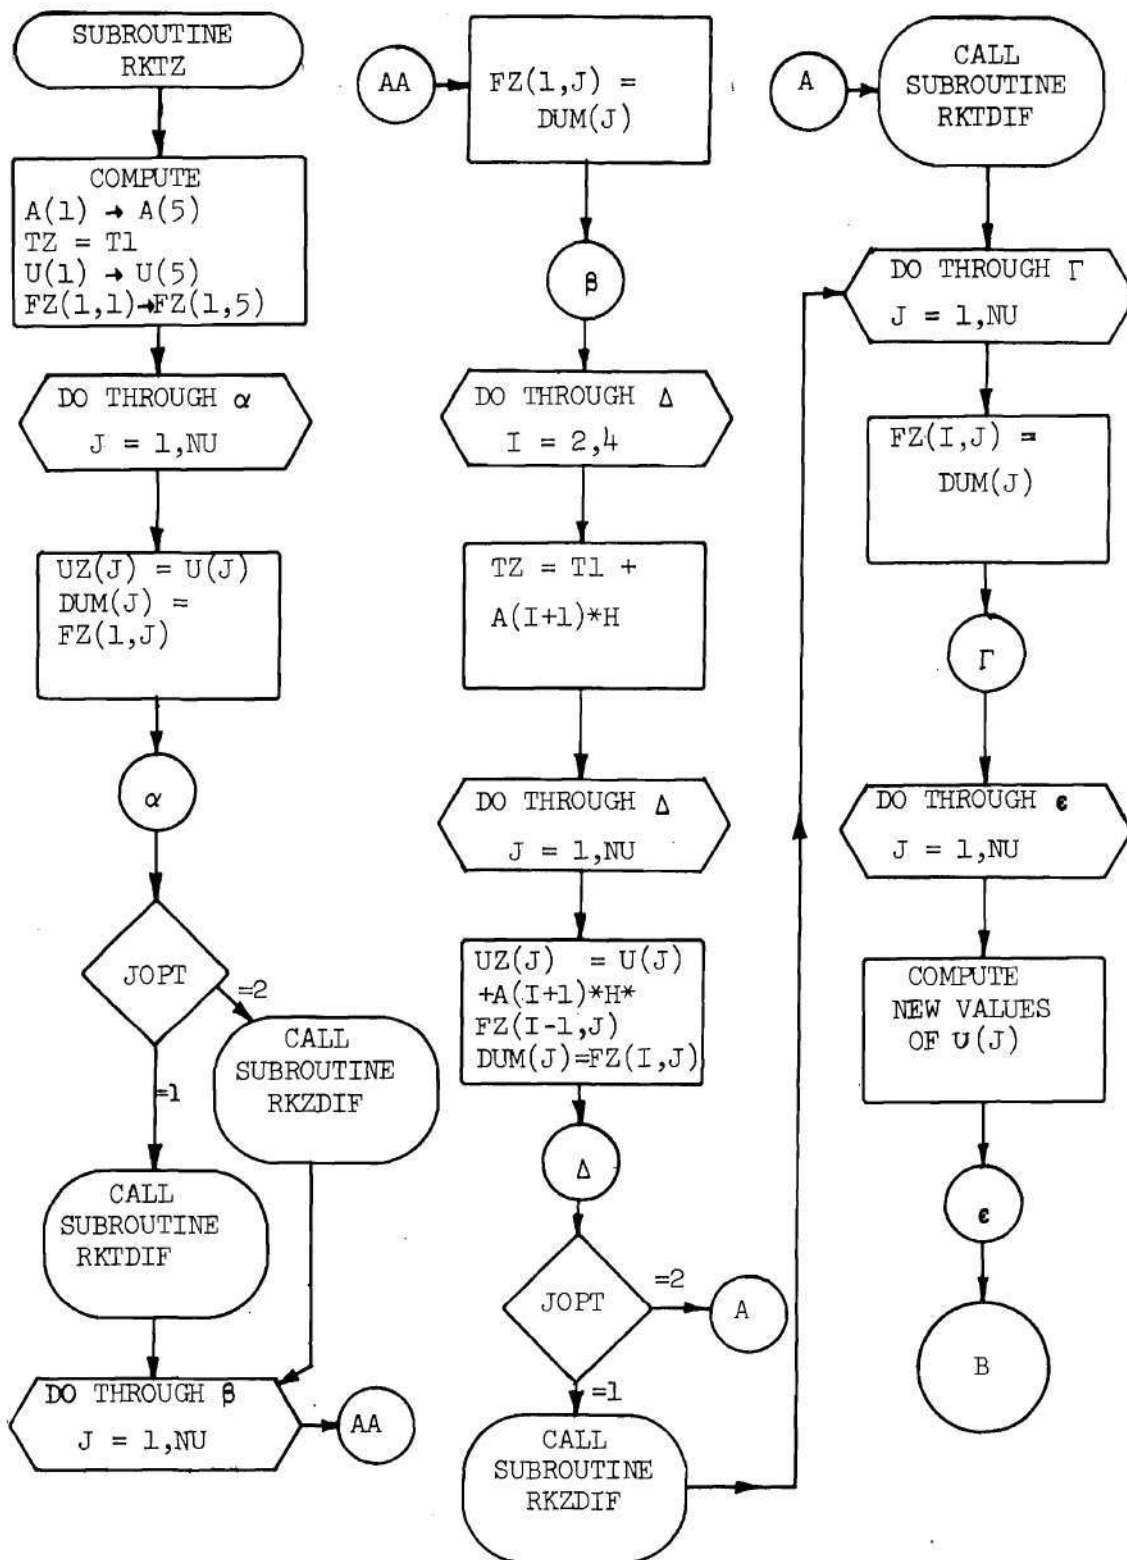 SUBROUTINE
RKTZ
COMPUTE
A(1) → A(5)
TZ = T1
U(1) → U(5)
FZ(1,1)→FZ(1,5)
DO THROUGH α
J = 1,NU
UZ(J) = U(J)
DUM(J) =
FZ(1,J)
α
JOPT
=2
CALL
SUBROUTINE
RKZDIF
=1
CALL
SUBROUTINE
RKTDIF
DO THROUGH β
J = 1,NU
AA
AA
FZ(1,J) =
DUM(J)
β
DO THROUGH Δ
I = 2,4
TZ = T1 +
A(I+1)*H
DO THROUGH Δ
J = 1,NU
UZ(J) = U(J)
+A(I+1)*H*
FZ(I-1,J)
DUM(J)=FZ(I,J)
Δ
JOPT
=2
A
=1
CALL
SUBROUTINE
RKZDIF
A
CALL
SUBROUTINE
RKTDIF
DO THROUGH Γ
J = 1,NU
FZ(I,J) =
DUM(J)
Γ
DO THROUGH ϵ
J = 1,NU
COMPUTE
NEW VALUES
OF U(J)
ϵ
B